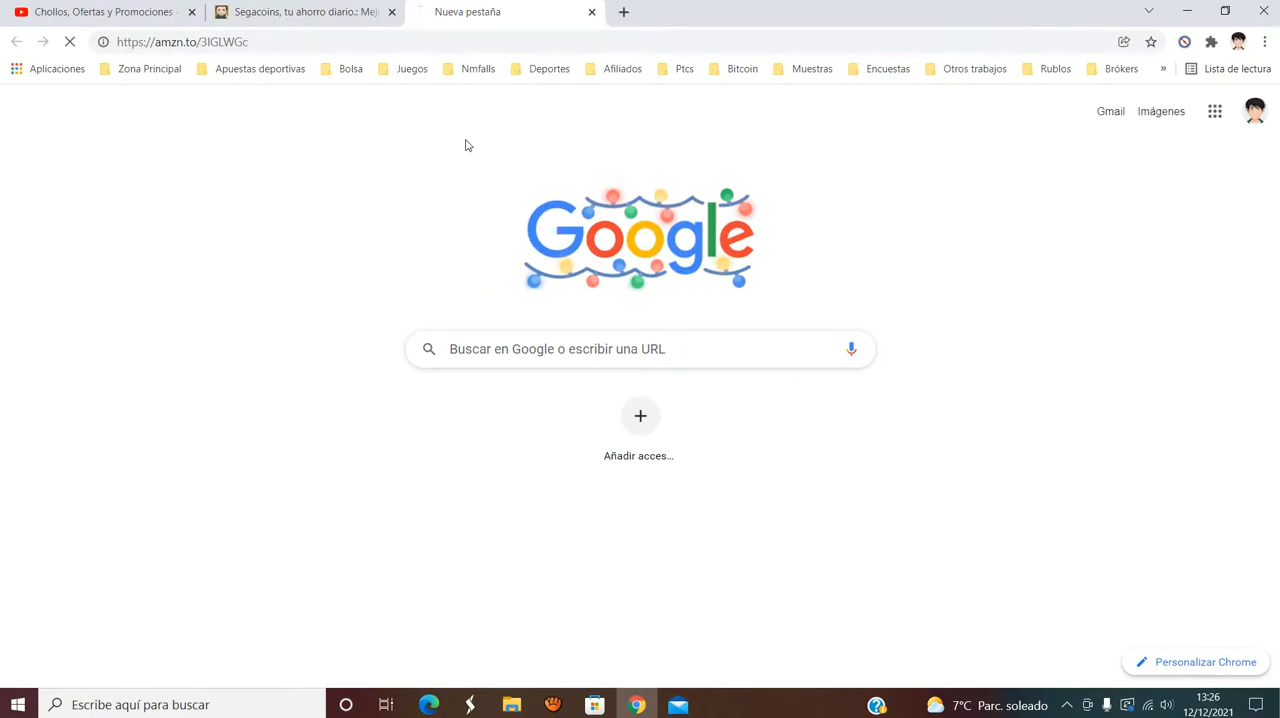 Chollos, Ofertas y Promociones -
Segacoins, tu ahorro diario.: Mej
Nueva pestaña
https://amzn.to/3IGLWGc
Aplicaciones
Zona Principal
Apuestas deportivas
Bolsa
Juegos
Nmfalls
Deportes
Afiliados
Ptcs
Bitcoin
Muestras
Encuestas
Otros trabajos
Rublos
Brókers
»
Lista de lectura
Gmail
Imágenes
Google
Buscar en Google o escribir una URL
Añadir acces...
Personalizar Chrome
Escribe aquí para buscar
7°C Parc. soleado
13:26
12/12/2021